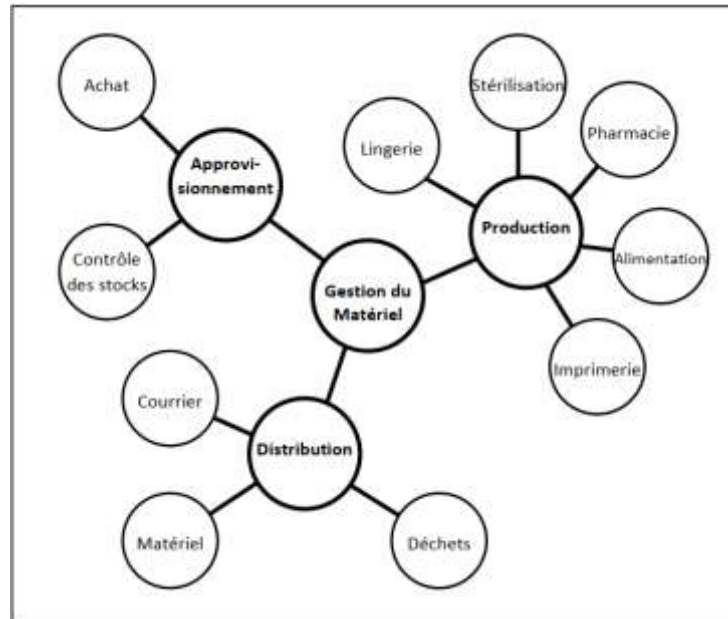 Achat
Approvi-
sionnement
Contrôle
des stocks
Gestion du
Matériel
Lingerie
Stérilisation
Pharmacie
Production
Alimentation
Imprimerie
Courrier
Distribution
Matériel
Déchets